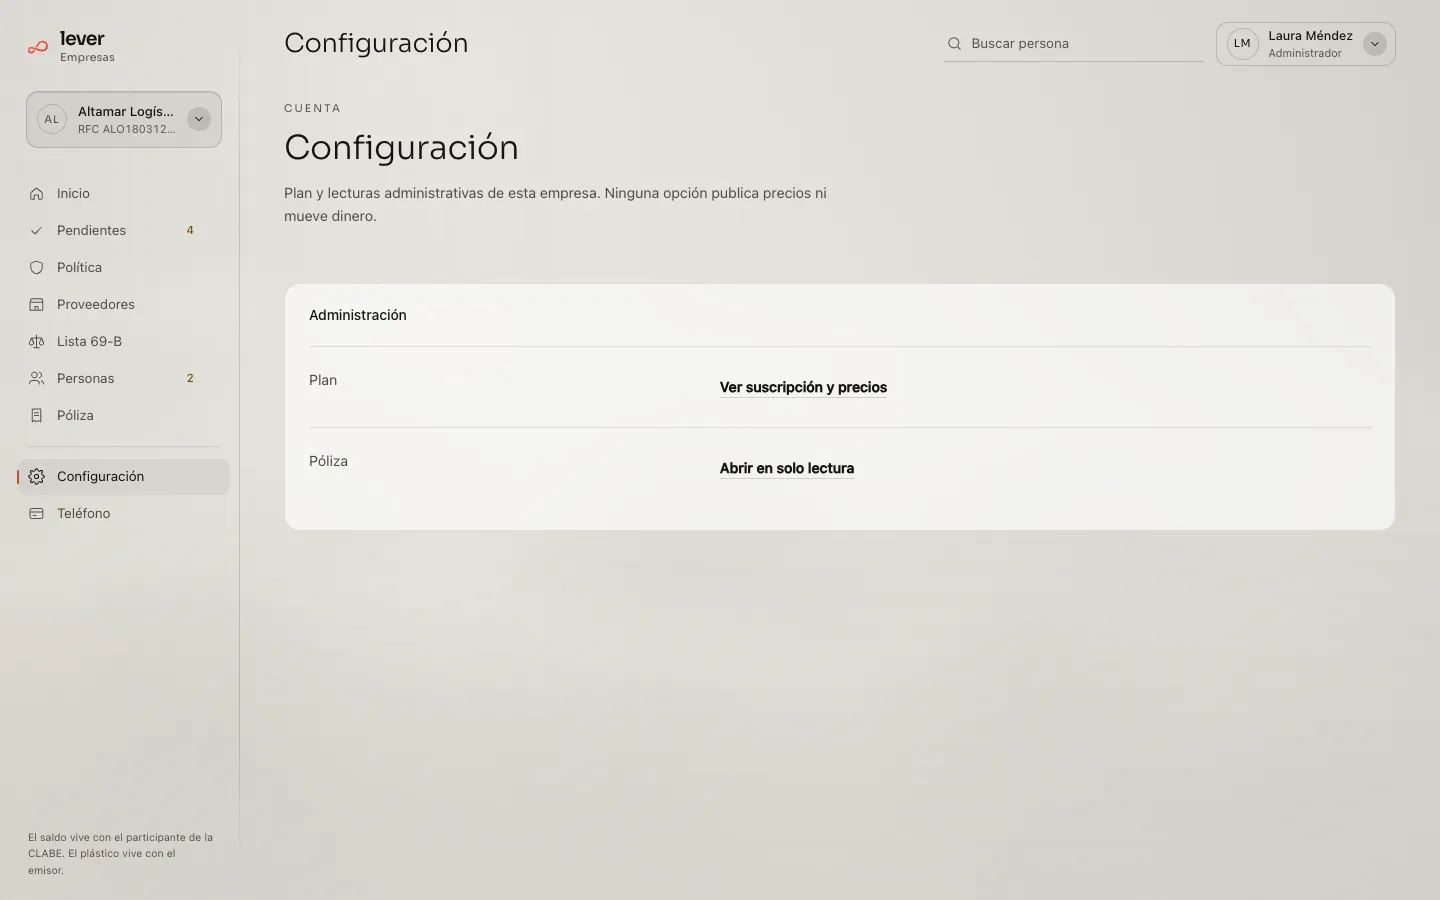 lever
Empresas
Configuración
Buscar persona
LM
Laura Méndez
Administrador
AL
Altamar Logís...
RFC ALO180312...
Inicio
Pendientes 4
Política
Proveedores
Lista 69-B
Personas 2
Póliza
Configuración
Teléfono
El saldo vive con el participante de la
CLABE. El plástico vive con el
emisor.
CUENTA
Configuración
Plan y lecturas administrativas de esta empresa. Ninguna opción publica precios ni
mueve dinero.
Administración
Plan
Ver suscripción y precios
Póliza
Abrir en solo lectura